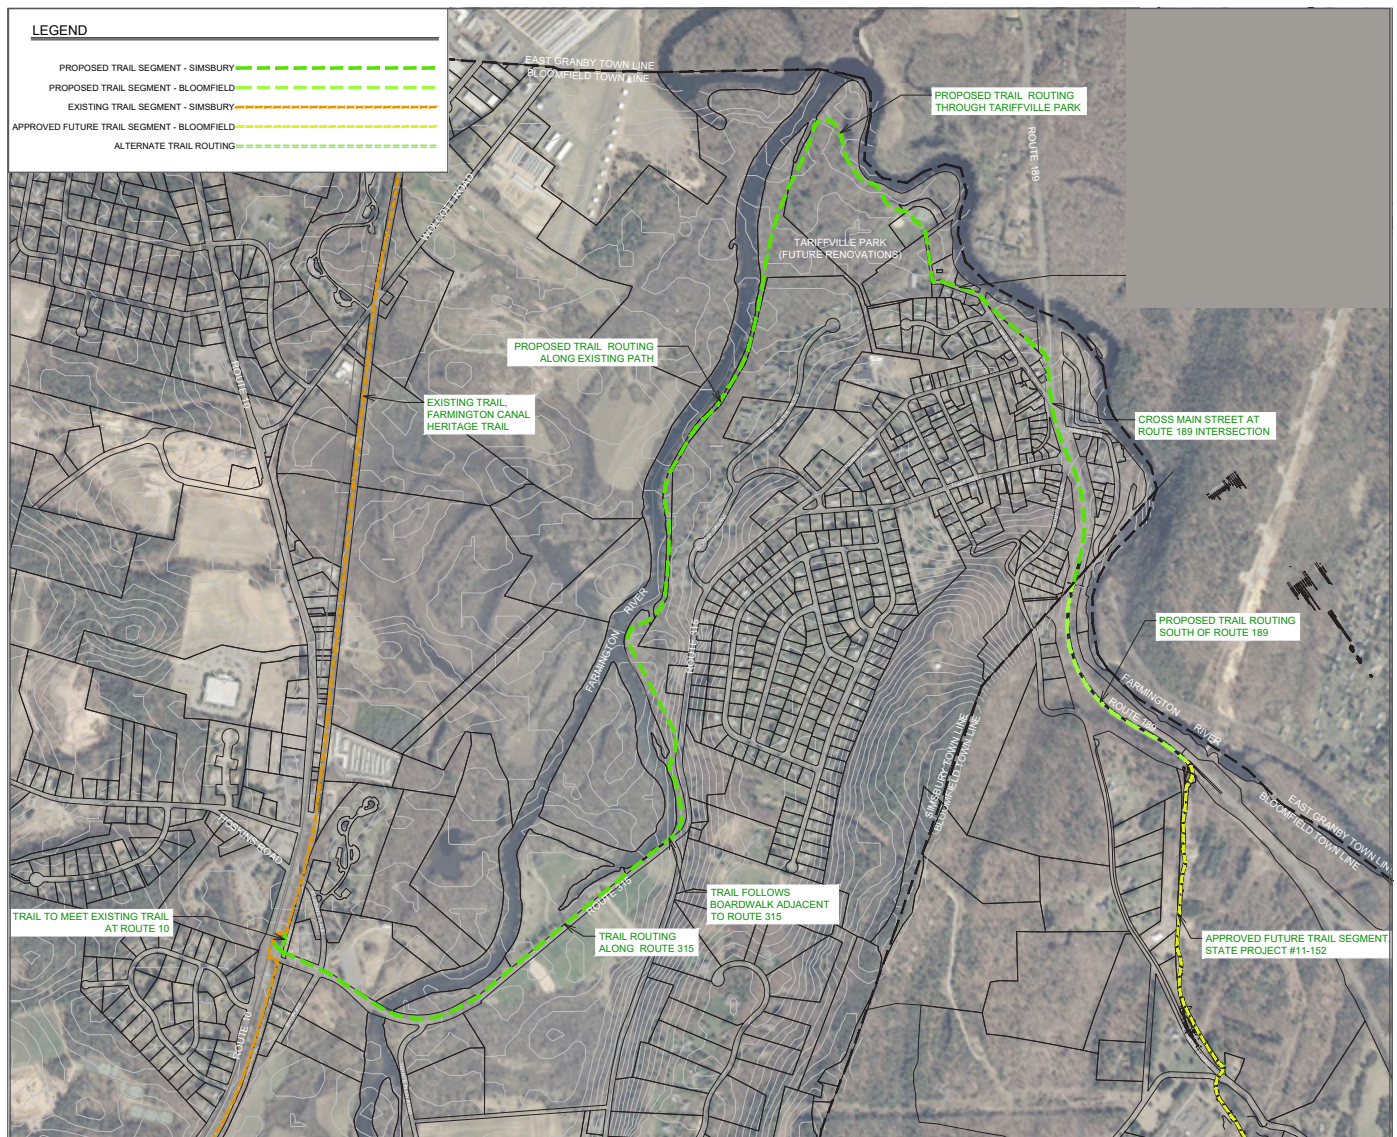 LEGEND
PROPOSED TRAIL SEGMENT - SIMSBURY
PROPOSED TRAIL SEGMENT - BLOOMFIELD
EXISTING TRAIL SEGMENT - SIMSBURY
APPROVED FUTURE TRAIL SEGMENT - BLOOMFIELD
ALTERNATE TRAIL ROUTING
EAST GRANBY TOWN LINE
BLOOMFIELD TOWN LINE
PROPOSED TRAIL ROUTING
THROUGH TARIFFVILLE PARK
ROUTE 189
WOLCOTT ROAD
TARIFFVILLE PARK
(FUTURE RENOVATIONS)
PROPOSED TRAIL ROUTING
ALONG EXISTING PATH
ROUTE 10
EXISTING TRAIL,
FARMINGTON CANAL
HERITAGE TRAIL
CROSS MAIN STREET AT
ROUTE 189 INTERSECTION
FARMINGTON RIVER
ROUTE 315
PROPOSED TRAIL ROUTING
SOUTH OF ROUTE 189
FARMINGTON RIVER
ROUTE 189
SIMSBURY TOWN LINE
BLOOMFIELD TOWN LINE
EAST GRANBY TOWN LINE
BLOOMFIELD TOWN LINE
HOSKINS ROAD
TRAIL TO MEET EXISTING TRAIL
AT ROUTE 10
ROUTE 315
TRAIL FOLLOWS
BOARDWALK ADJACENT
TO ROUTE 315
TRAIL ROUTING
ALONG ROUTE 315
APPROVED FUTURE TRAIL SEGMENT
STATE PROJECT #11-152
ROUTE 10